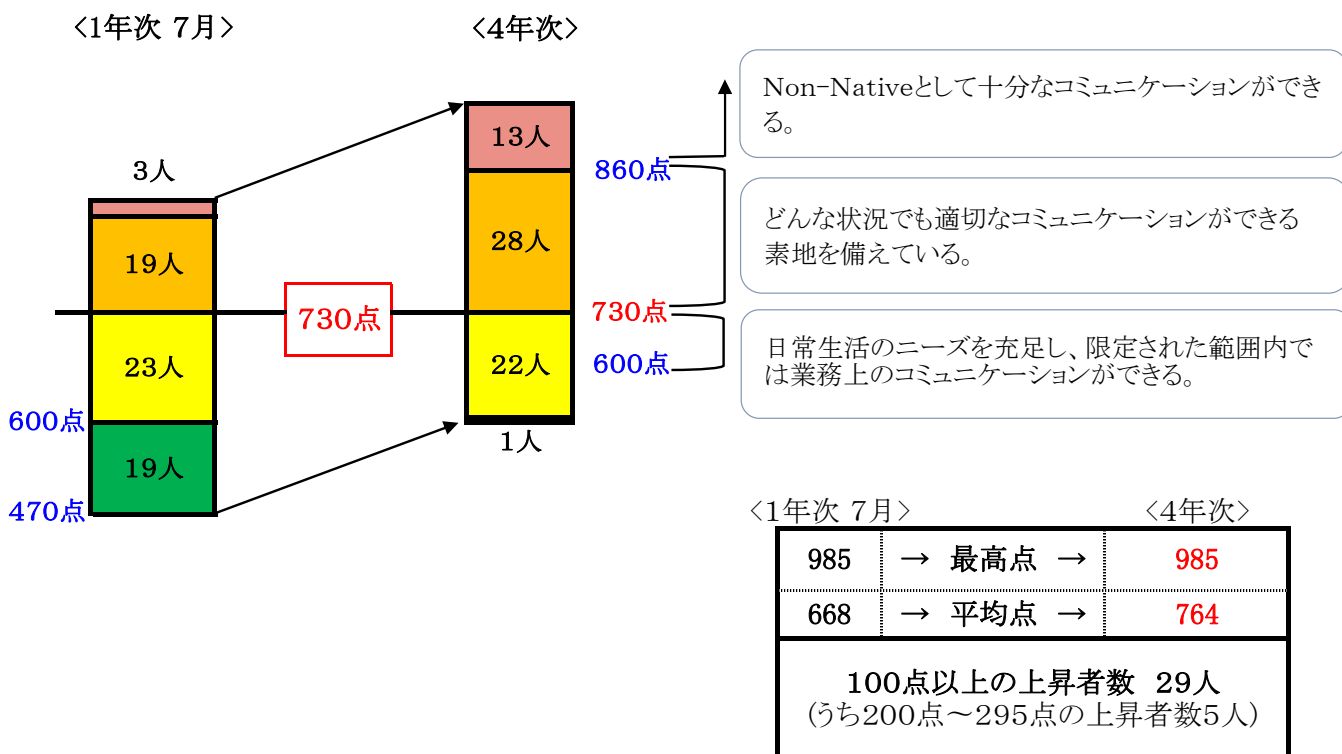 <1年次 7月>
<4年次>
3人
19人
23人
19人
600点
470点
730点
13人
28人
22人
1人
860点
730点
600点
Non-Nativeとして十分なコミュニケーションができ
る。
どんな状況でも適切なコミュニケーションができる
素地を備えている。
日常生活のニーズを充足し、限定された範囲内で
は業務上のコミュニケーションができる。
<1年次 7月> <4年次>
985 → 最高点 → 985
668 → 平均点 → 764
100点以上の上昇者数 29人
(うち200点～295点の上昇者数5人)